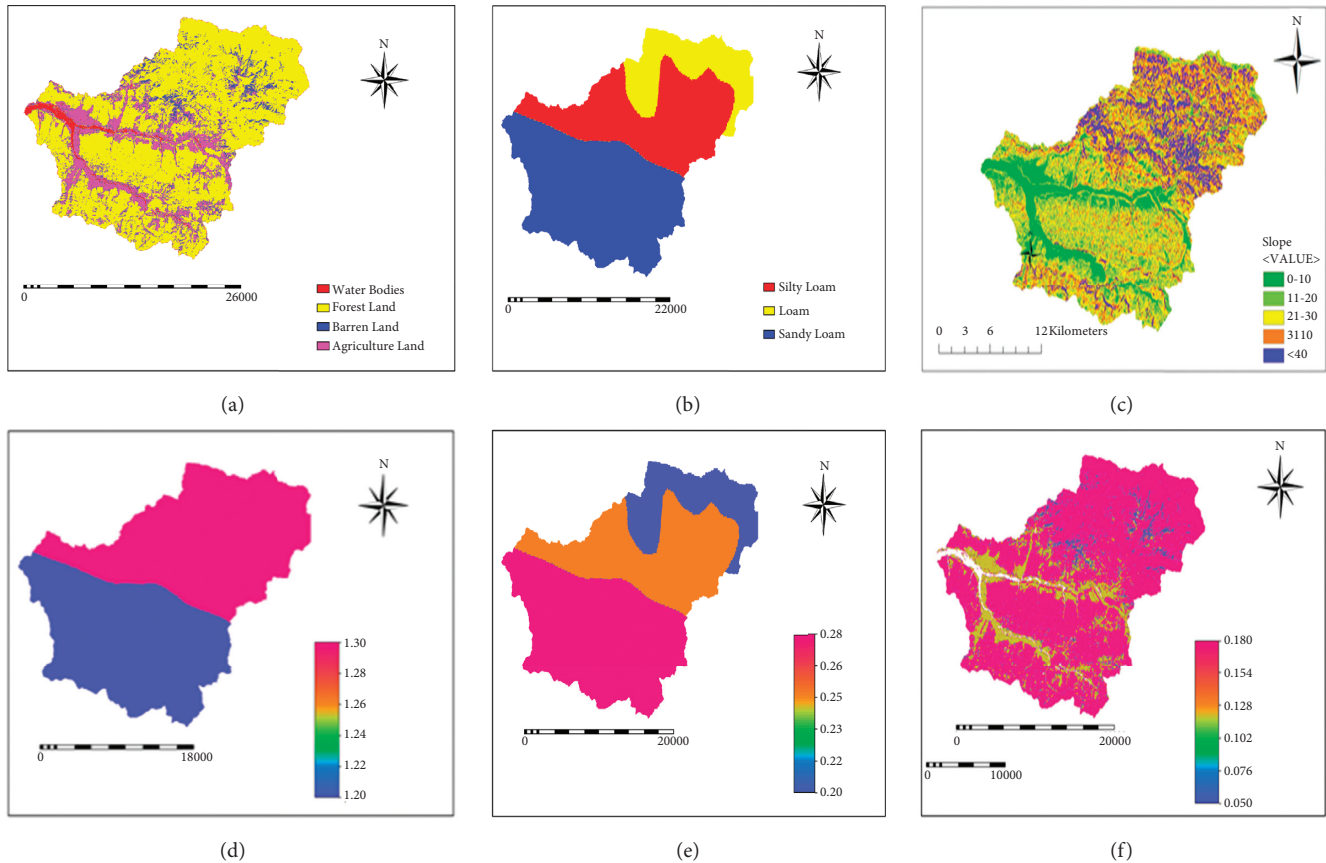 N
0
26000
Water Bodies
Forest Land
Barren Land
Agriculture Land
(a)
N
0
22000
Silty Loam
Loam
Sandy Loam
(b)
N
Slope
<VALUE>
0-10
11-20
21-30
3110
<40
0 3 6 12 Kilometers
(c)
N
1.30
1.28
1.26
1.24
1.22
1.20
0
18000
(d)
N
0.28
0.26
0.25
0.23
0.22
0.20
0
20000
(e)
N
0.180
0.154
0.128
0.102
0.076
0.050
0
20000
0
10000
(f)